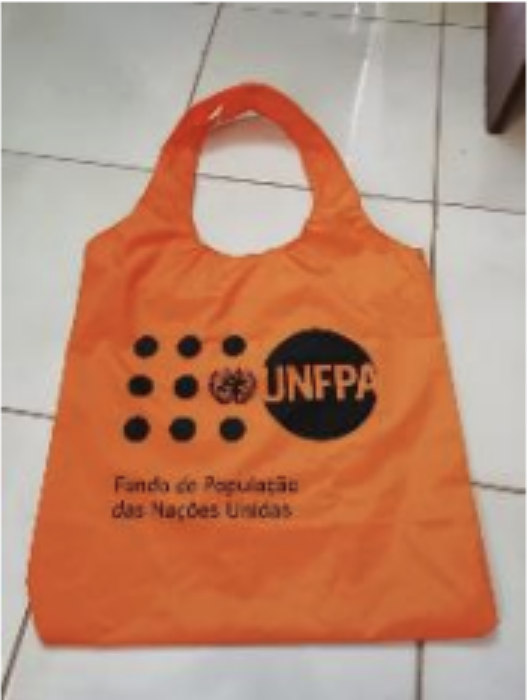 UNFPA
Fundo de População
das Nações Unidas